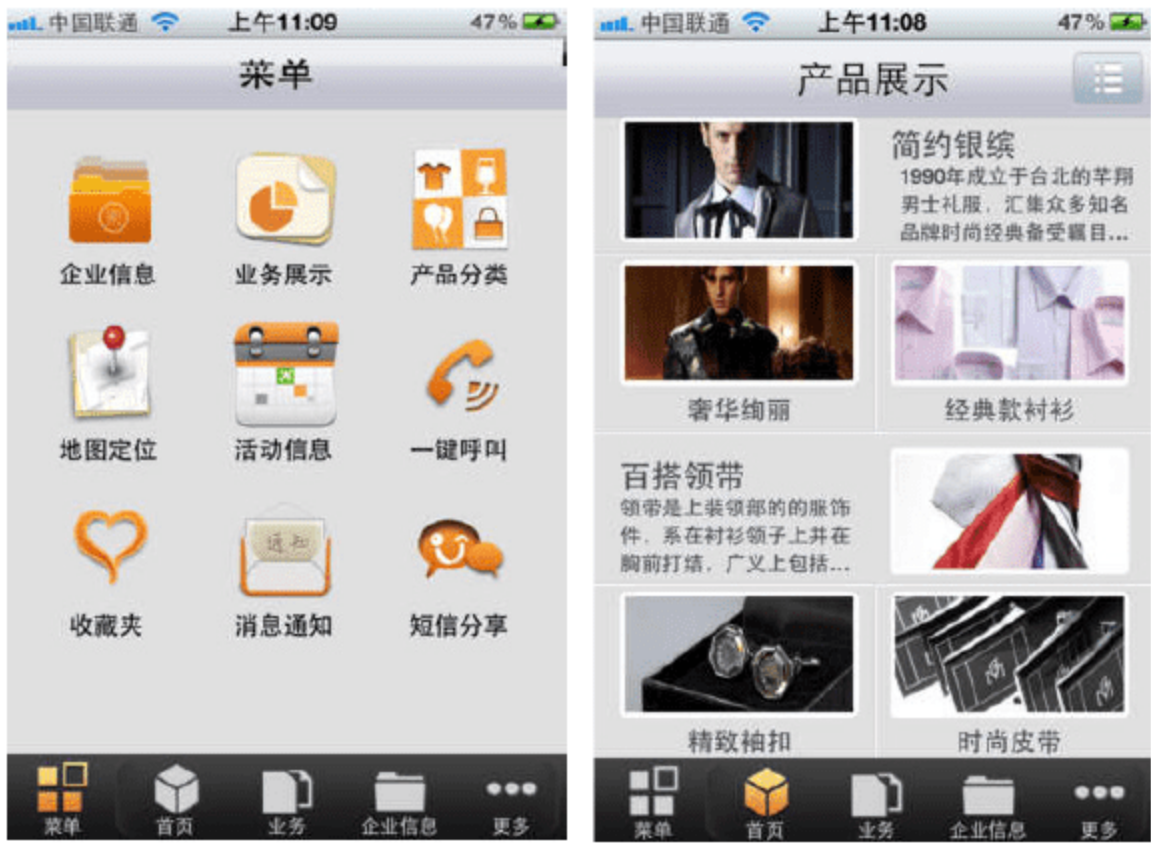 中国联通
上午11:09
47%
菜单
企业信息
业务展示
产品分类
地图定位
活动信息
一键呼叫
收藏夹
通知
消息通知
短信分享
菜单
首页
业务
企业信息
更多
中国联通
上午11:08
47%
产品展示
简约银缤
1990年成立于台北的芊翔
男士礼服，汇集众多知名
品牌时尚经典备受瞩目...
奢华绚丽
经典款衬衫
百搭领带
领带是上装领部的的服饰
件，系在衬衫领子上并在
胸前打结，广义上包括...
精致袖扣
时尚皮带
菜单
首页
业务
企业信息
更多